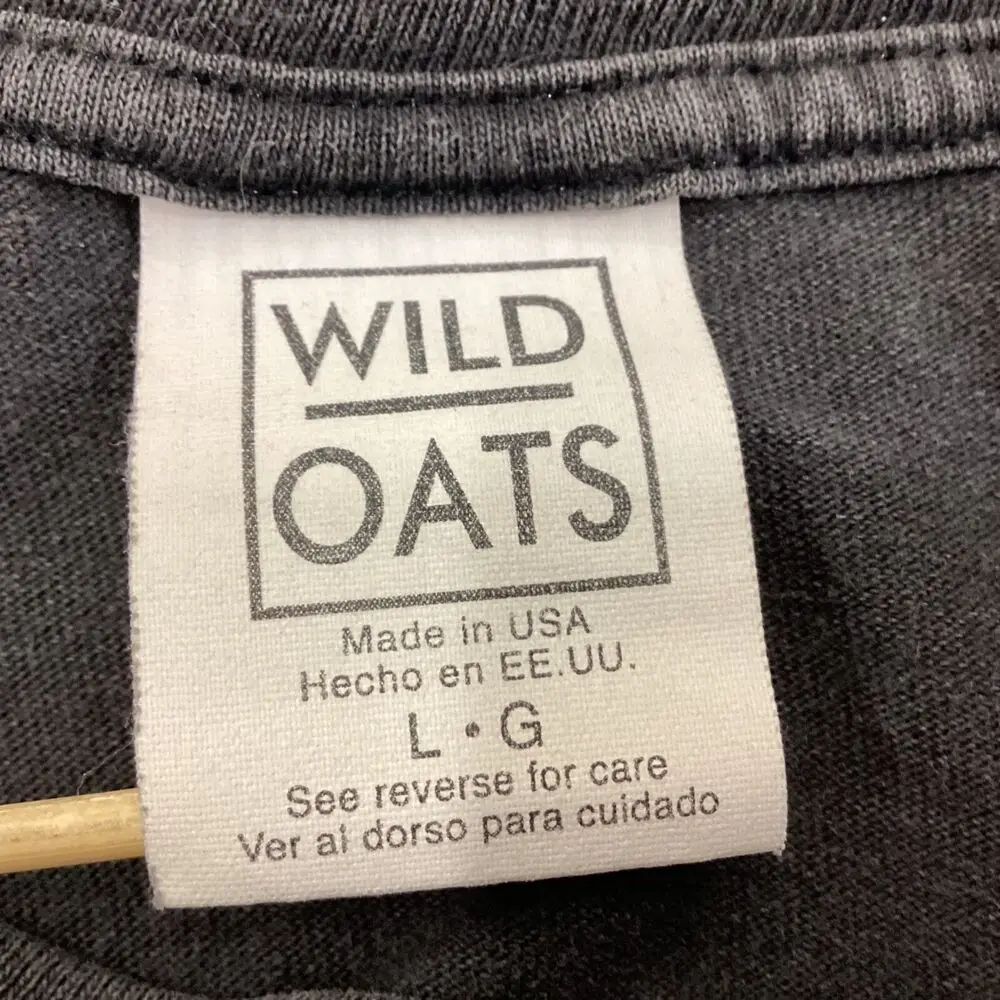 WILD
OATS
Made in USA
Hecho en EE.UU.
L • G
See reverse for care
Ver al dorso para cuidado